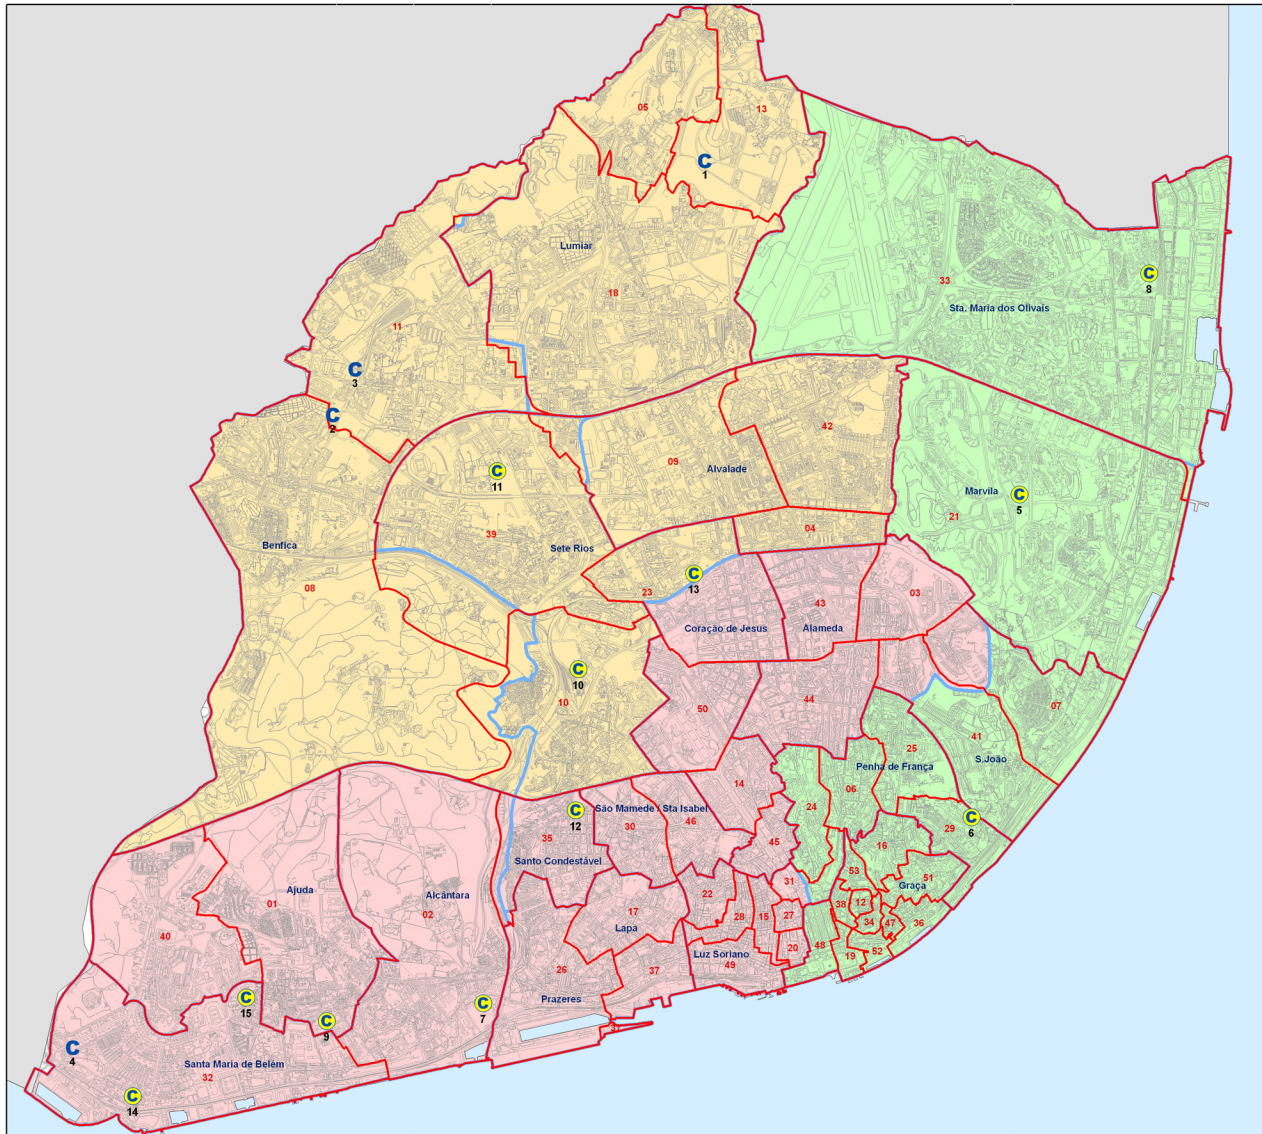 05
13
C
1
Lumiar
18
33
C
8
Sta. Maria dos Olivais
11
C
3
C
2
42
09
Alvalade
C
11
Marvila
C
5
21
39
04
Benfica
Sete Rios
08
C
13
23
03
43
Coração de Jesus
Alameda
C
10
10
50
44
07
41
25
S.João
Penha de França
14
06
24
São Mamede / Sta Isabel
C
12
30
46
C
6
29
35
45
16
Santo Condestável
53
51
Ajuda
Alcântara
31
Graça
01
02
22
38
12
17
28
15
27
34
47
36
Lapa
40
20
48
52
Luz Soriano
19
49
26
37
Prazeres
C
15
C
7
C
9
37
C
4
Santa Maria de Belém
32
C
14